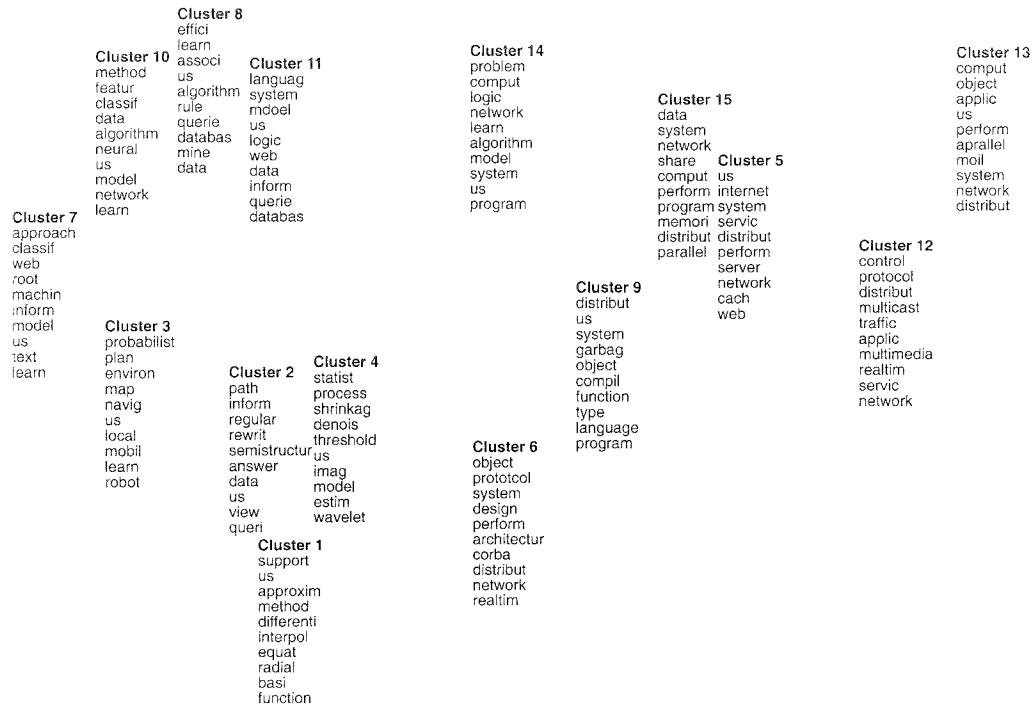 Cluster 8
effici
learn
associ
us
algorithm
rule
querie
databas
mine
data
Cluster 10
method
featur
classif
data
algorithm
neural
us
model
network
learn
Cluster 11
languag
system
mdoel
us
logic
web
data
inform
querie
databas
Cluster 14
problem
comput
logic
network
learn
algorithm
model
system
us
program
Cluster 13
comput
object
applic
us
perform
aprallel
moil
system
network
distribut
Cluster 15
data
system
network
share
comput
perform
program
memori
distribut
parallel
Cluster 5
us
internet
system
servic
distribut
perform
server
network
cach
web
Cluster 7
approach
classif
web
root
machin
inform
model
us
text
learn
Cluster 12
control
protocol
distribut
multicast
traffic
applic
multimedia
realtim
servic
network
Cluster 9
distribut
us
system
garbag
object
compil
function
type
language
program
Cluster 3
probabilist
plan
environ
map
navig
us
local
mobil
learn
robot
Cluster 2
path
inform
regular
rewrit
semistructur
answer
data
us
view
queri
Cluster 4
statist
process
shrinkag
denois
threshold
us
imag
model
estim
wavelet
Cluster 6
object
prototcol
system
design
perform
architectur
corba
distribut
network
realtim
Cluster 1
support
us
approxim
method
differenti
interpol
equat
radial
basi
function